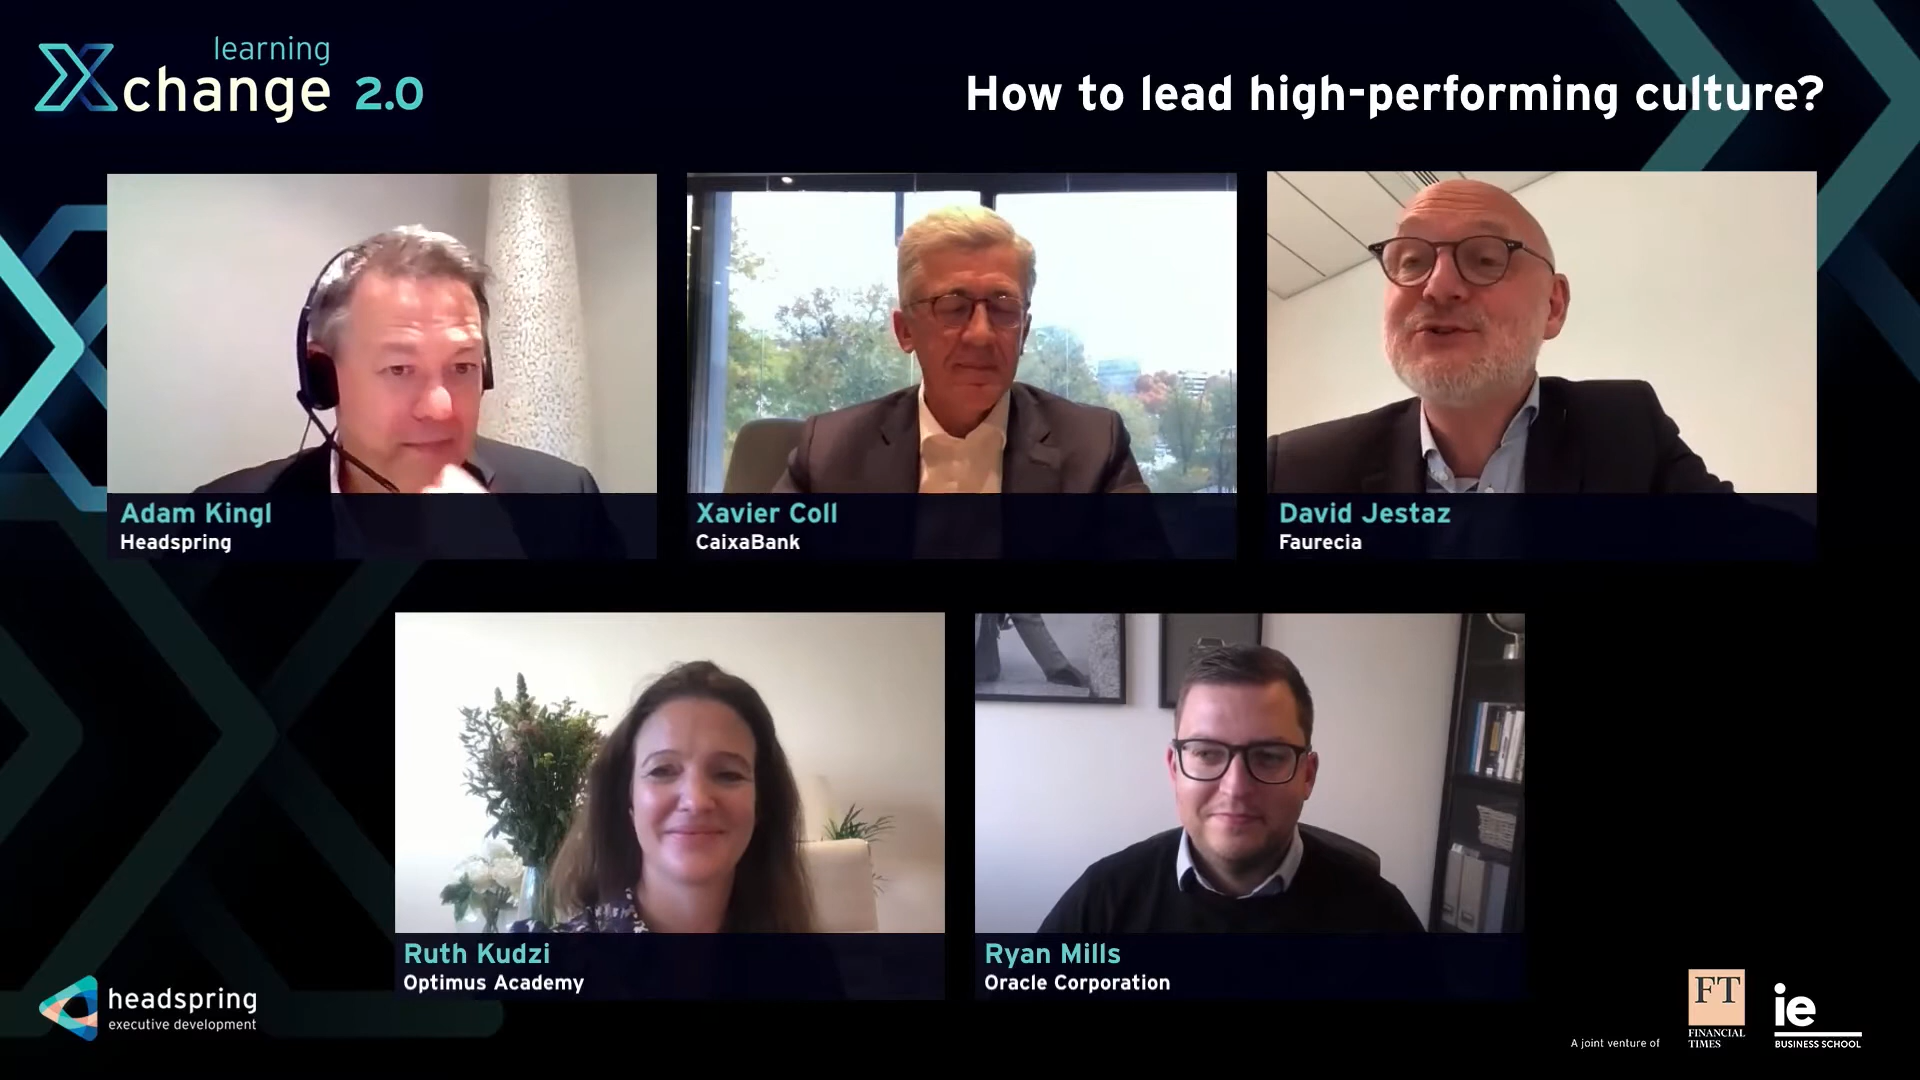 learning
Xchange 2.0
How to lead high-performing culture?
Adam Kingl
Headspring
Xavier Coll
CaixaBank
David Jestaz
Faurecia
Ruth Kudzi
Optimus Academy
Ryan Mills
Oracle Corporation
headspring
executive development
A joint venture of
FT
FINANCIAL
TIMES
ie
BUSINESS SCHOOL